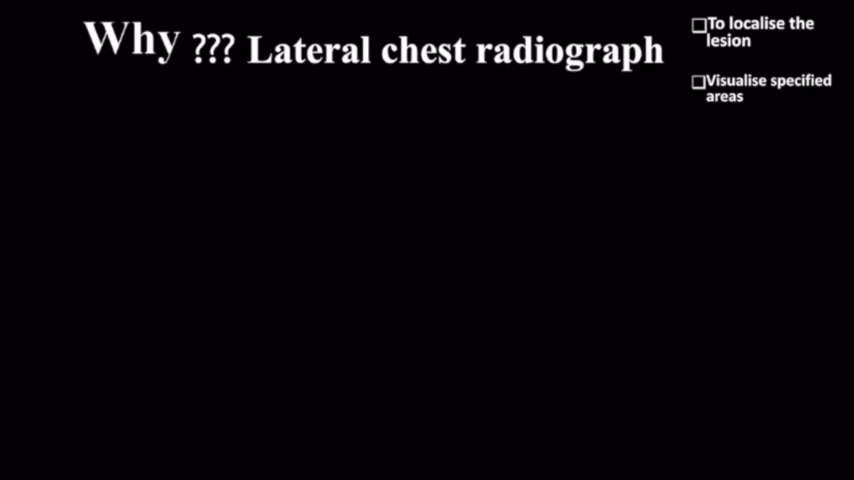 Why ??? Lateral chest radiograph
❑To localise the
lesion
❑Visualise specified
areas